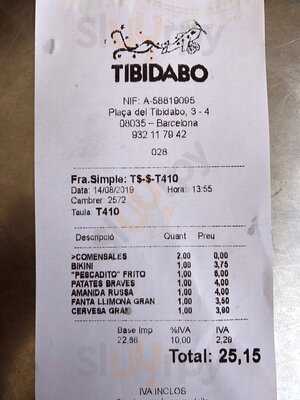 TIBIDABO
NIF: A-58819095
Plaça del Tibidabo, 3 - 4
08035 – Barcelona
932 11 79 42
028
Fra.Simple: T$-$-T410
Data: 14/08/2019 Hora: 13:55
Cambrer 2572
Taula: T410
Descripció Quant Preu
>COMENSALES 2,00 0,00
BIKINI 1,00 3,75
"PESCADITO" FRITO 1,00 6,00
PATATES BRAVES 1,00 4,00
AMANIDA RUSSA 1,00 4,00
FANTA LLIMONA GRAN 1,00 3,50
CERVESA GRAN 1,00 3,90
Base Imp %IVA IVA
22,86 10,00 2,29
Total: 25,15
IVA INCLOS